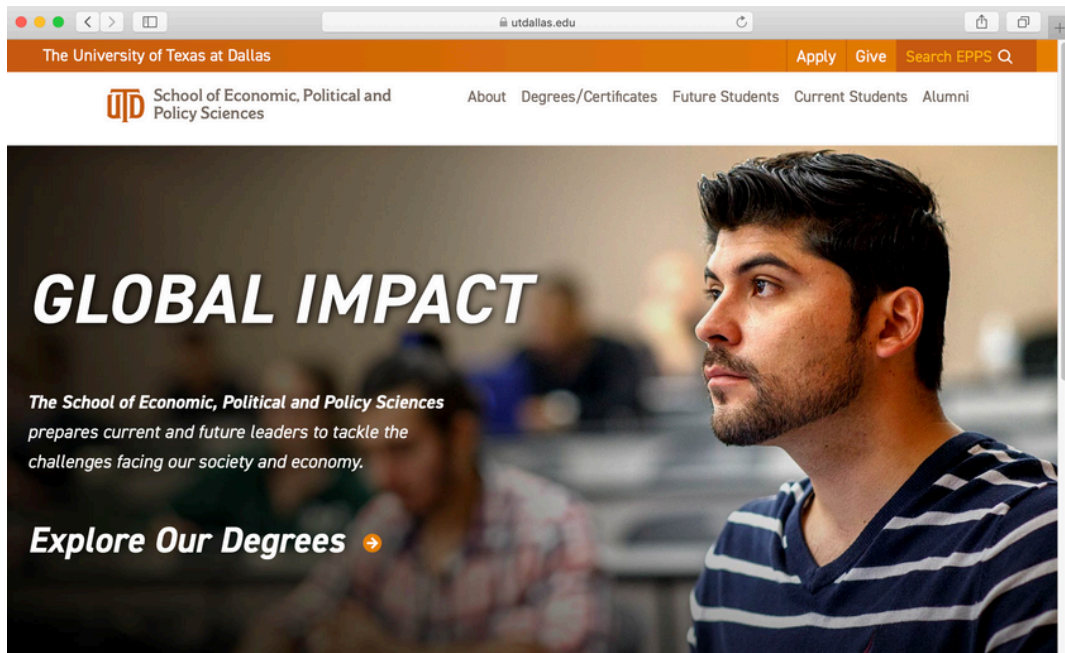 utdallas.edu
The University of Texas at Dallas
Apply Give Search EPPS
UTD School of Economic, Political and
Policy Sciences
About Degrees/Certificates Future Students Current Students Alumni
GLOBAL IMPACT
The School of Economic, Political and Policy Sciences
prepares current and future leaders to tackle the
challenges facing our society and economy.
Explore Our Degrees